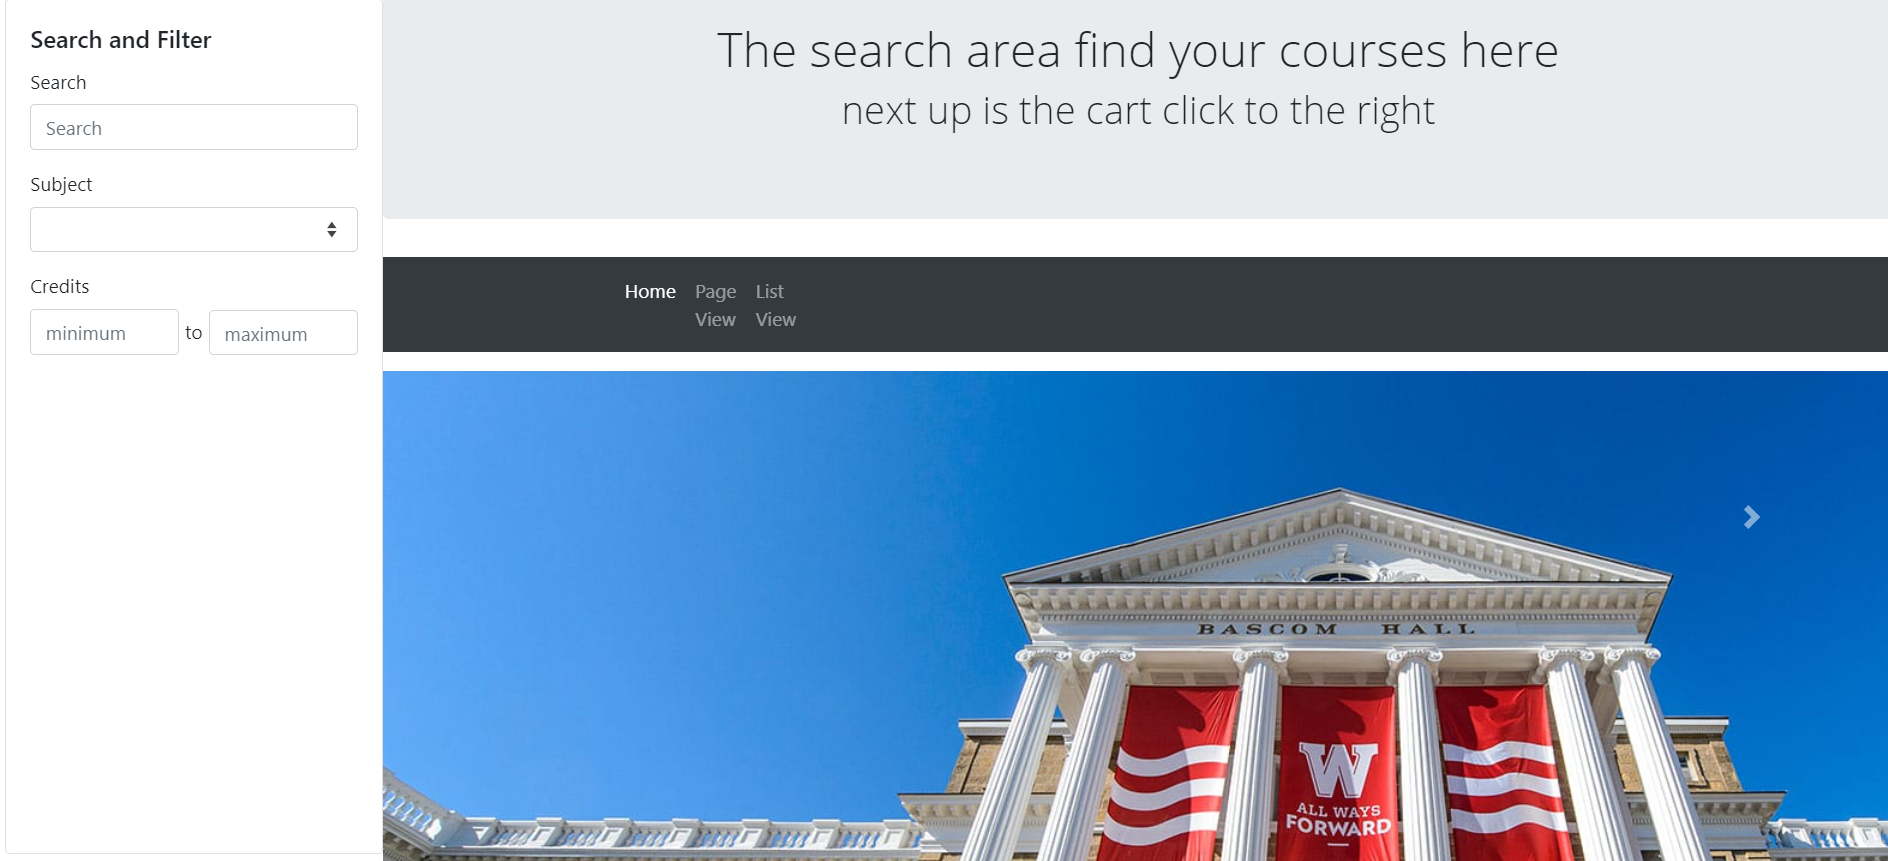 Search and Filter
Search
Search
Subject
Credits
minimum to maximum
The search area find your courses here
next up is the cart click to the right
Home Page View List View
BASCOM HALL
W
ALL WAYS
FORWARD